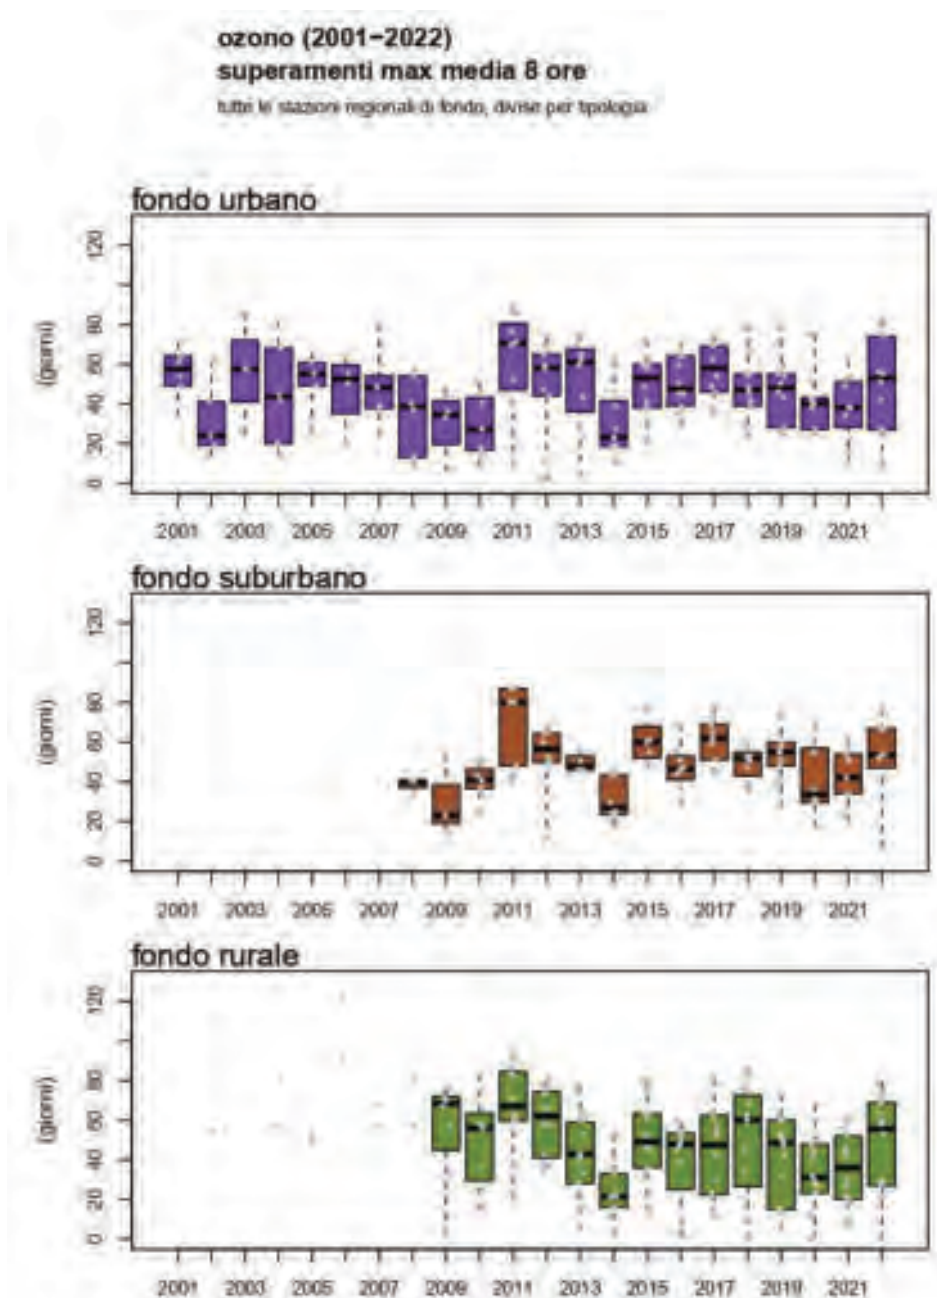 ozono (2001−2022)
superamenti max media 8 ore
tutte le stazioni regionali di fondo, divise per tipologia
fondo urbano
(giorni)
120
80
60
40
20
0
2001 2003 2005 2007 2009 2011 2013 2015 2017 2019 2021
fondo suburbano
(giorni)
120
80
60
40
20
0
2001 2003 2005 2007 2009 2011 2013 2015 2017 2019 2021
fondo rurale
(giorni)
120
80
60
40
20
0
2001 2003 2005 2007 2009 2011 2013 2015 2017 2019 2021